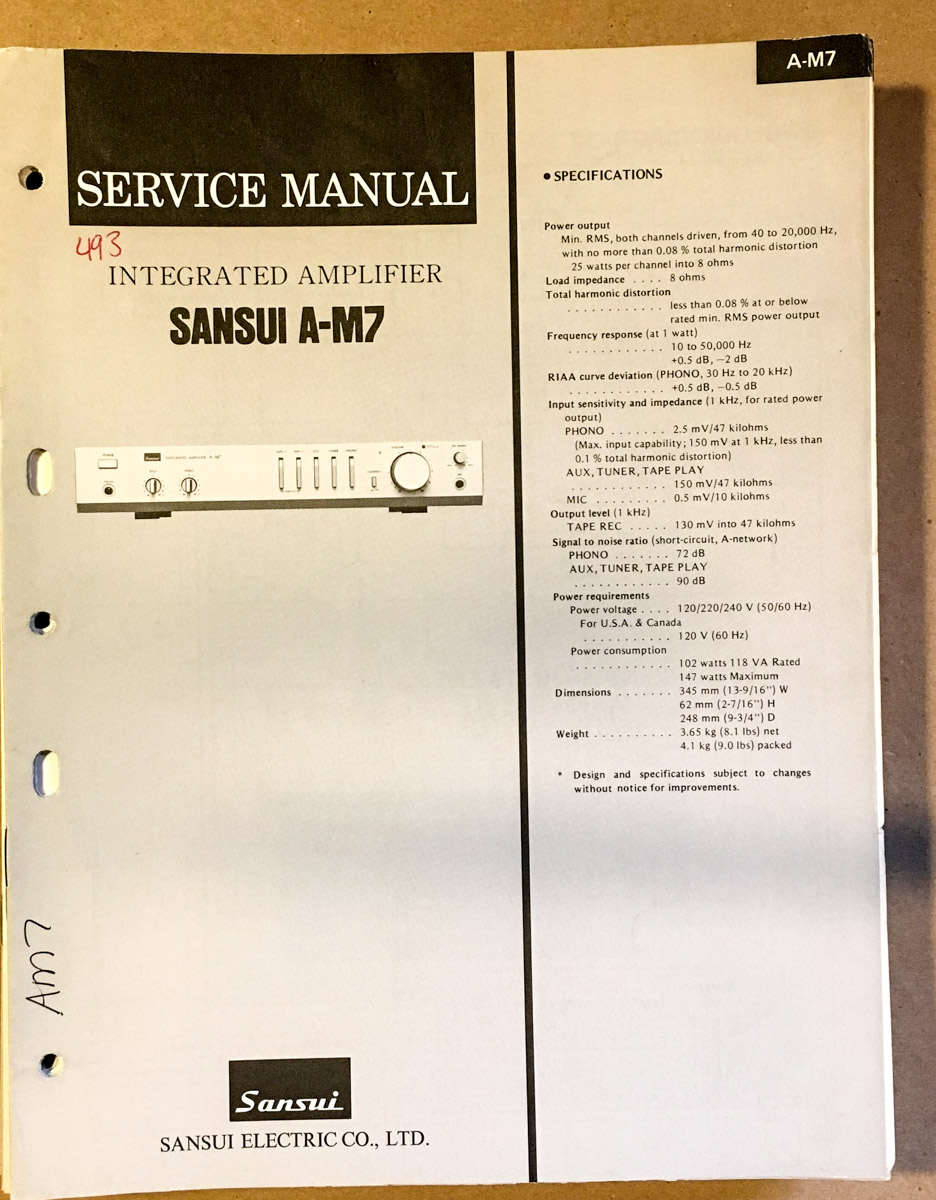 A-M7
SERVICE MANUAL
493
INTEGRATED AMPLIFIER
SANSUI A-M7
AM7
Sansui
SANSUI ELECTRIC CO., LTD.
● SPECIFICATIONS
Power output
Min. RMS, both channels driven, from 40 to 20,000 Hz,
with no more than 0.08 % total harmonic distortion
25 watts per channel into 8 ohms
Load impedance . . . . 8 ohms
Total harmonic distortion
. . . . . . . . . . . . less than 0.08 % at or below
rated min. RMS power output
Frequency response (at 1 watt)
. . . . . . . . . . . . 10 to 50,000 Hz
+0.5 dB, −2 dB
RIAA curve deviation (PHONO, 30 Hz to 20 kHz)
. . . . . . . . . . . . +0.5 dB, −0.5 dB
Input sensitivity and impedance (1 kHz, for rated power
output)
PHONO . . . . . . . 2.5 mV/47 kilohms
(Max. input capability; 150 mV at 1 kHz, less than
0.1 % total harmonic distortion)
AUX, TUNER, TAPE PLAY
. . . . . . . . . . . . 150 mV/47 kilohms
MIC . . . . . . . . . 0.5 mV/10 kilohms
Output level (1 kHz)
TAPE REC . . . . . 130 mV into 47 kilohms
Signal to noise ratio (short-circuit, A-network)
PHONO . . . . . . . 72 dB
AUX, TUNER, TAPE PLAY
. . . . . . . . . . . . 90 dB
Power requirements
Power voltage . . . . 120/220/240 V (50/60 Hz)
For U.S.A. & Canada
. . . . . . . . . . . 120 V (60 Hz)
Power consumption
. . . . . . . . . . . . 102 watts 118 VA Rated
147 watts Maximum
Dimensions . . . . . . . 345 mm (13-9/16") W
62 mm (2-7/16") H
248 mm (9-3/4") D
Weight . . . . . . . . . . 3.65 kg (8.1 lbs) net
4.1 kg (9.0 lbs) packed
* Design and specifications subject to changes
without notice for improvements.